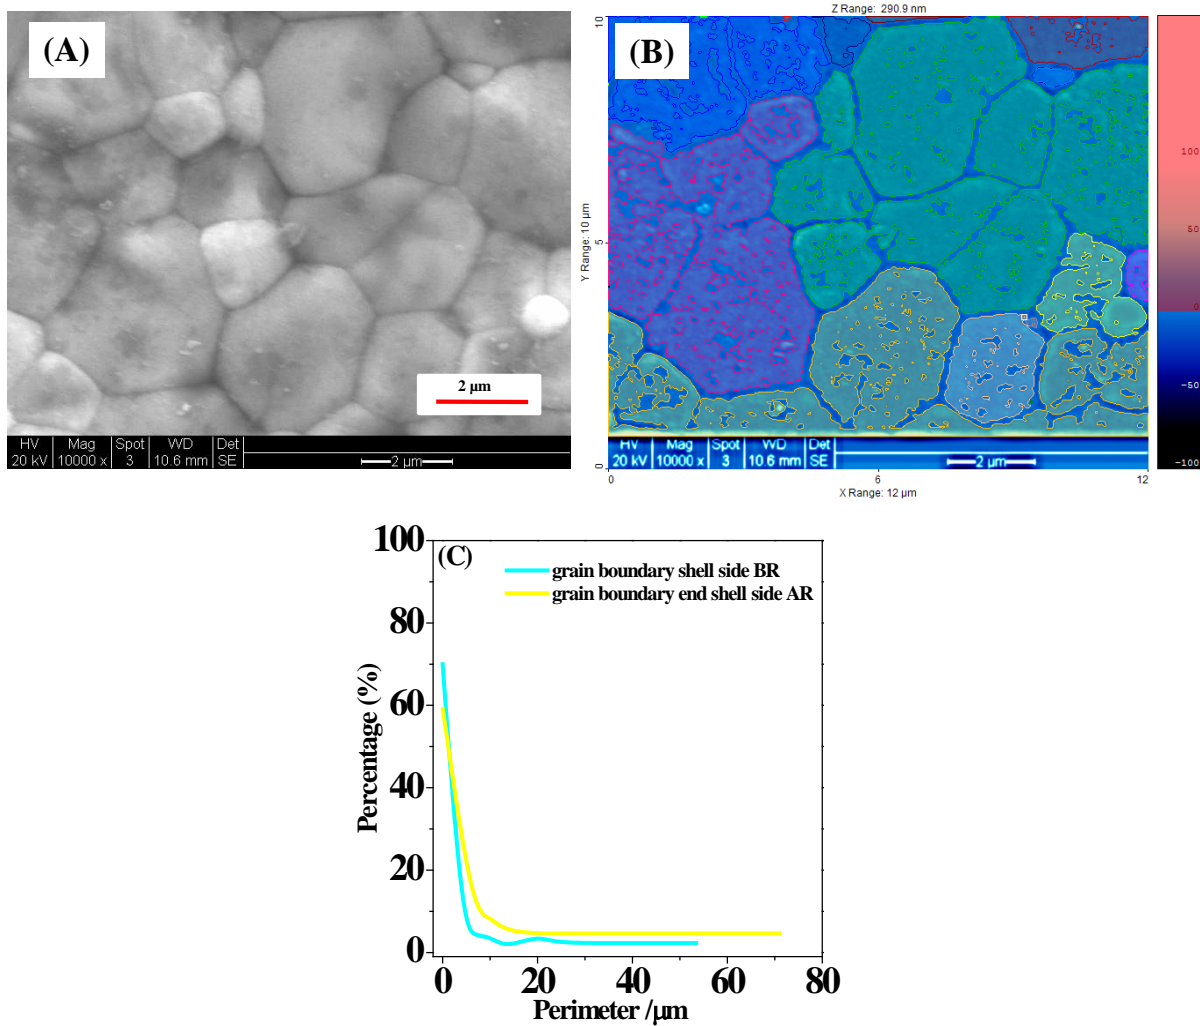 (A)
2 μm
HV Mag Spot WD Det
20 kV 10000 x 3 10.6 mm SE 2 μm
Z Range: 290.9 nm
(B)
10
5
0
Y Range: 10 μm
HV Mag Spot WD Det
20 kV 10000 x 3 10.6 mm SE 2 μm
0 6 12
X Range: 12 μm
100
50
0
-50
-100
(C)
grain boundary shell side BR
grain boundary end shell side AR
100
80
60
40
20
0
Percentage (%)
0 20 40 60 80
Perimeter /μm